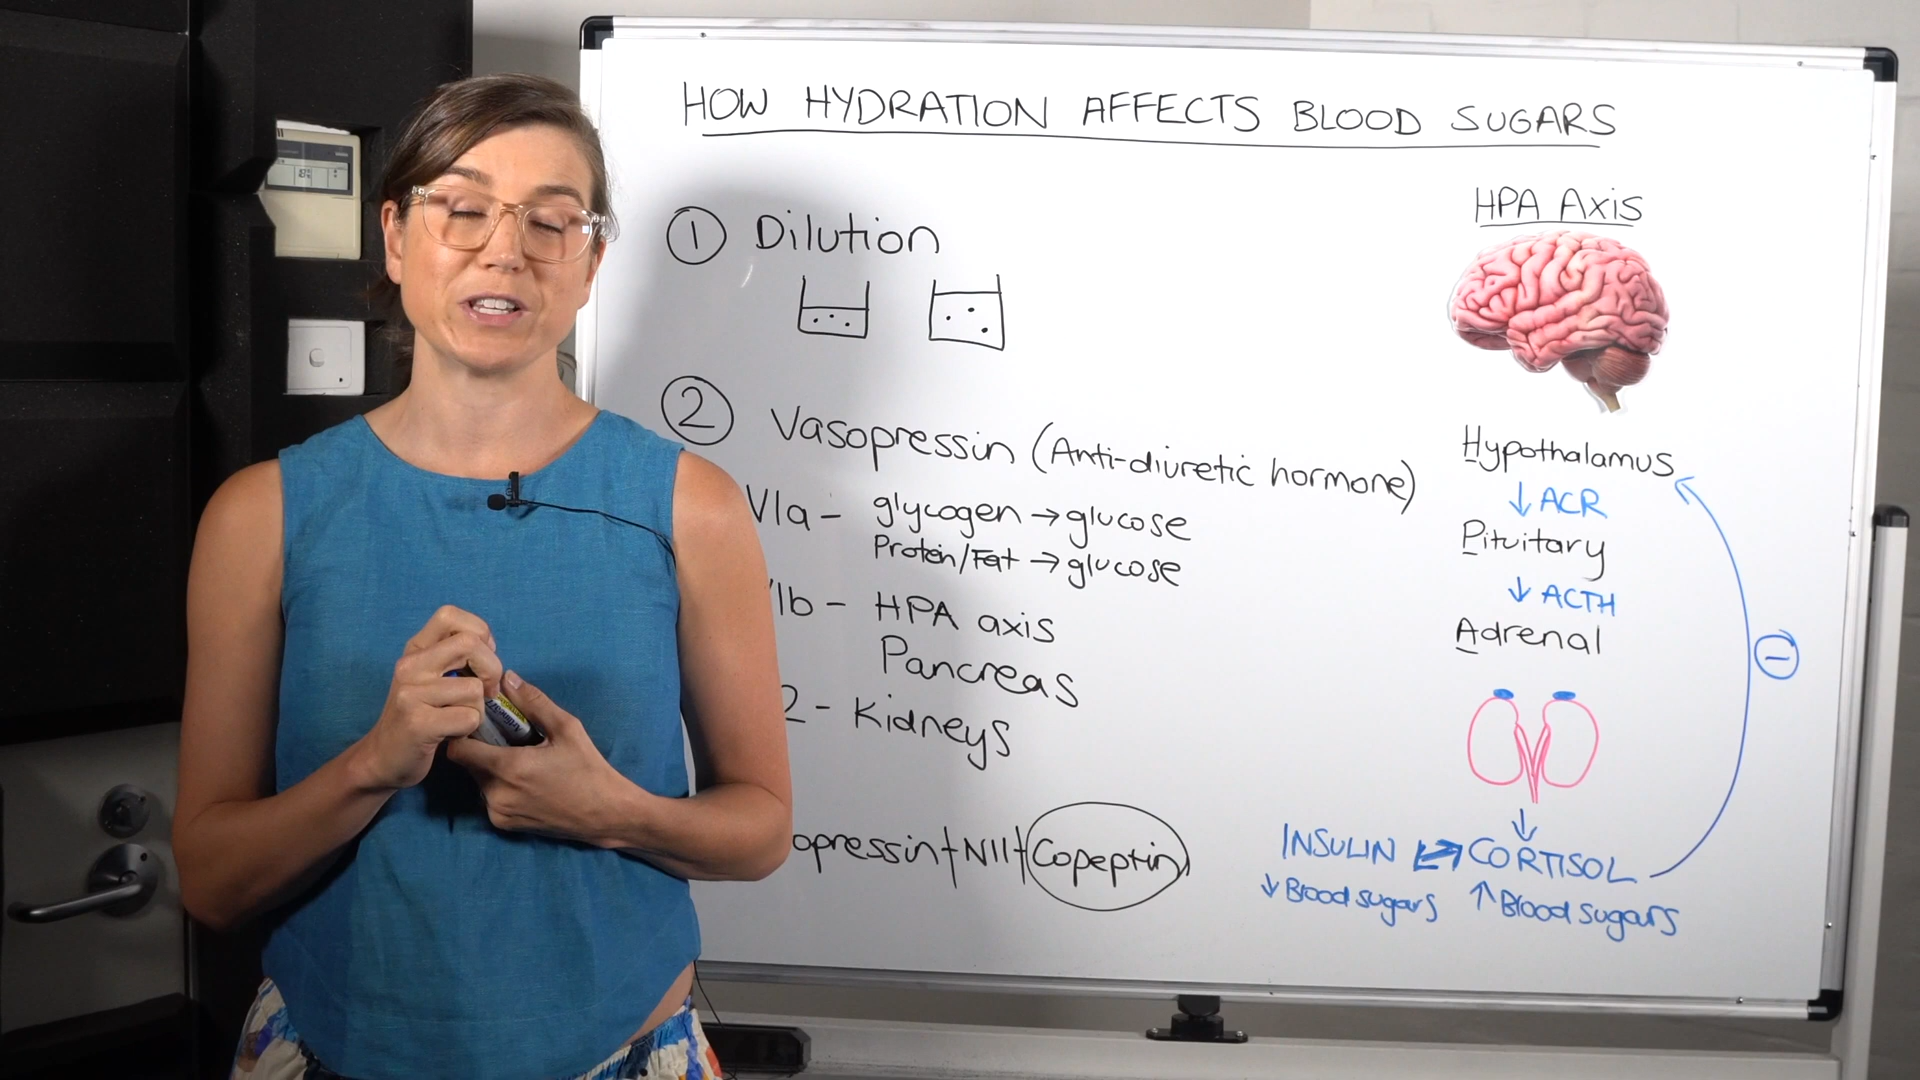 HOW HYDRATION AFFECTS BLOOD SUGARS
1 Dilution
2 Vasopressin (Anti-diuretic hormone)
V1a - glycogen → glucose
Protein/Fat → glucose
1b - HPA axis
Pancreas
2 - Kidneys
opressin + NII + Copeptin
HPA Axis
Hypothalamus
↓ ACR
Pituitary
↓ ACTH
Adrenal
↓
INSULIN ↔ CORTISOL
↓ Blood sugars ↑ Blood sugars
−